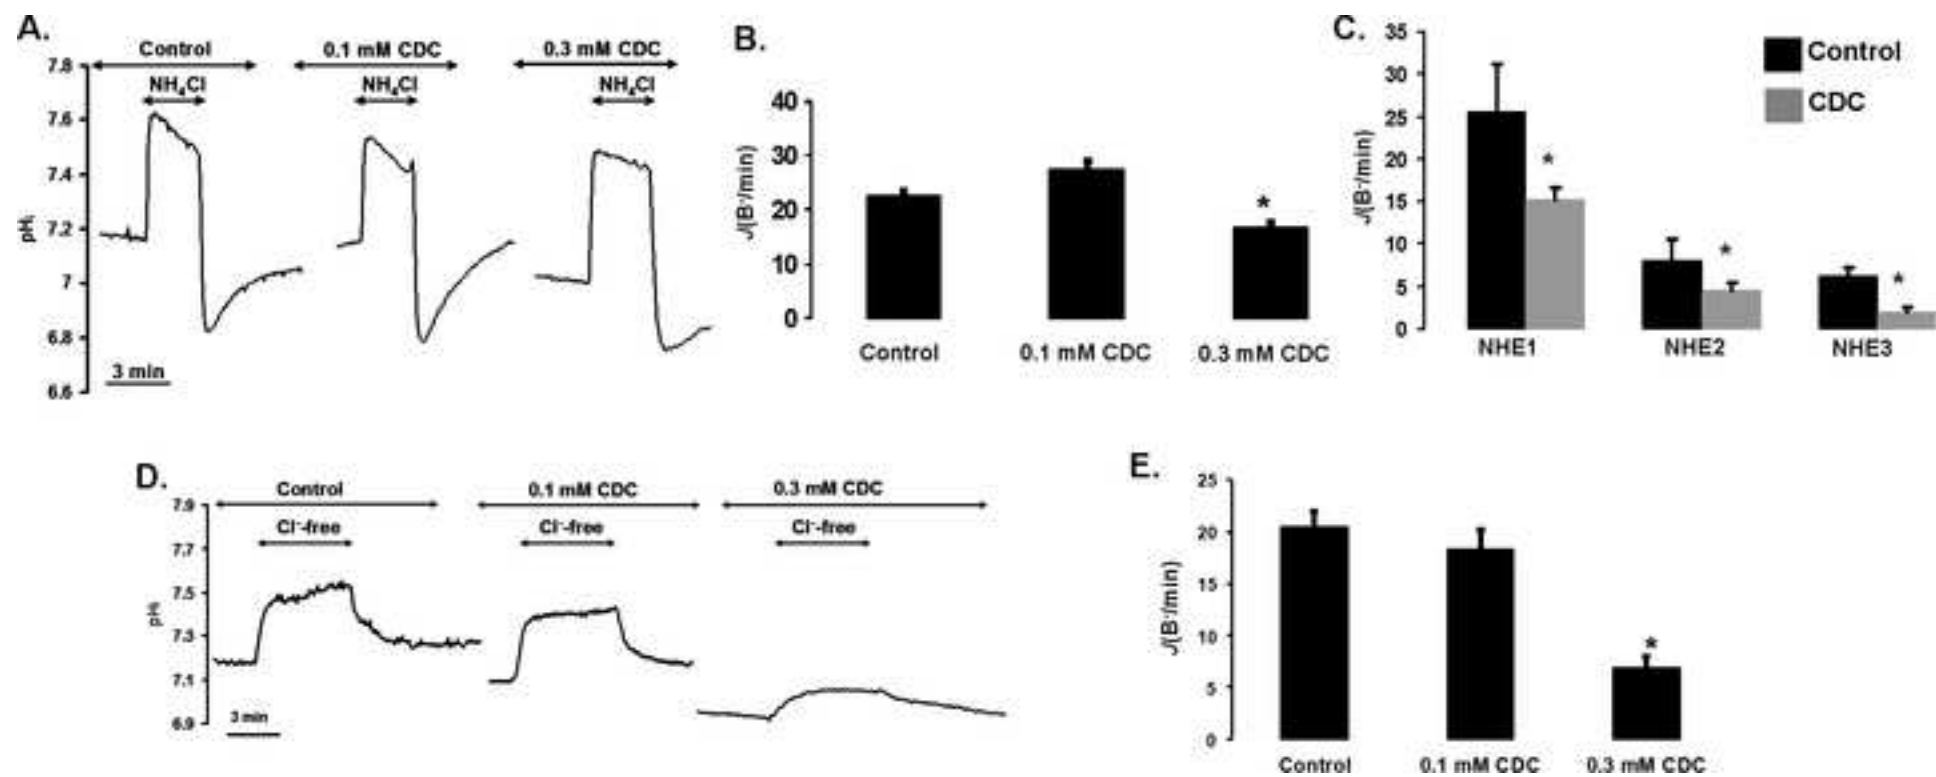 A.
Control
0.1 mM CDC
0.3 mM CDC
NH₄Cl
NH₄Cl
NH₄Cl
7.8
7.6
7.4
7.2
7
6.8
6.6
pHᵢ
3 min
B.
40
30
20
10
0
J/(B⁻/min)
Control
0.1 mM CDC
0.3 mM CDC
*
C.
35
30
25
20
15
10
5
0
J/(B⁻/min)
Control
CDC
*
*
*
NHE1
NHE2
NHE3
D.
Control
0.1 mM CDC
0.3 mM CDC
Cl⁻-free
Cl⁻-free
Cl⁻-free
7.9
7.7
7.5
7.3
7.1
6.9
pHᵢ
3 min
E.
25
20
15
10
5
0
J/(B⁻/min)
*
Control
0.1 mM CDC
0.3 mM CDC